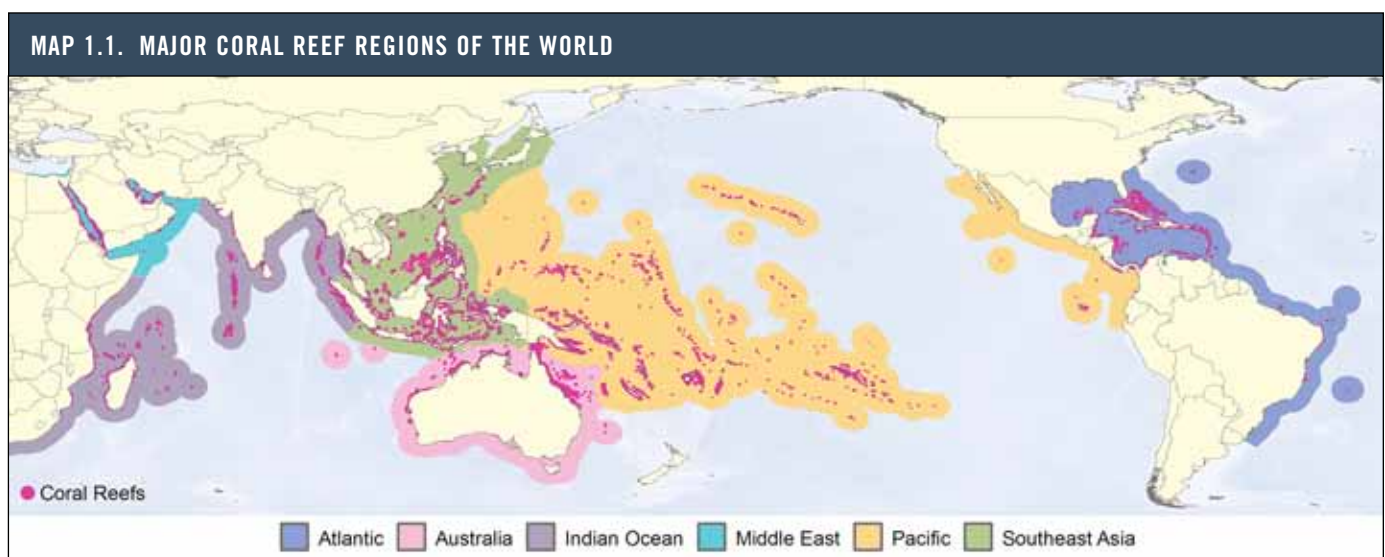 MAP 1.1. MAJOR CORAL REEF REGIONS OF THE WORLD
Coral Reefs
Atlantic Australia Indian Ocean Middle East Pacific Southeast Asia